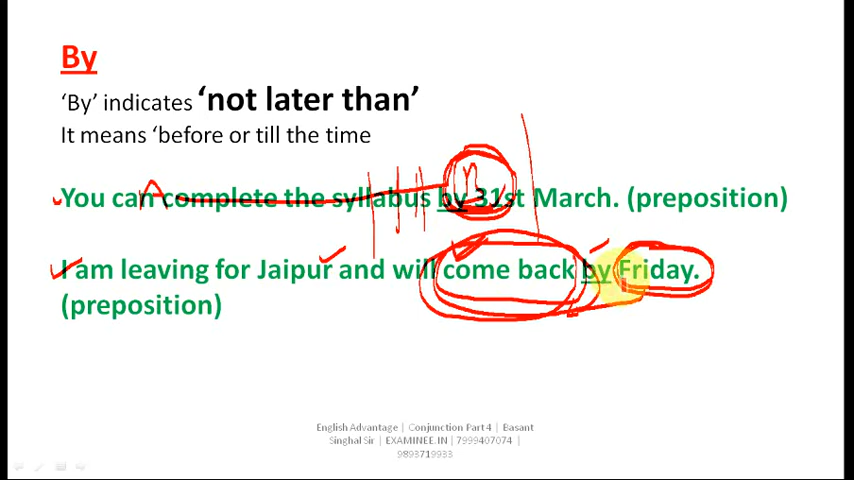 By
'By' indicates 'not later than'
It means 'before or till the time
You can complete the syllabus by 31st March. (preposition)
I am leaving for Jaipur and will come back by Friday.
(preposition)
English Advantage | Conjunction Part 4 | Basant
Singhal Sir | EXAMINEE.IN | 7999407074 |
9893719933